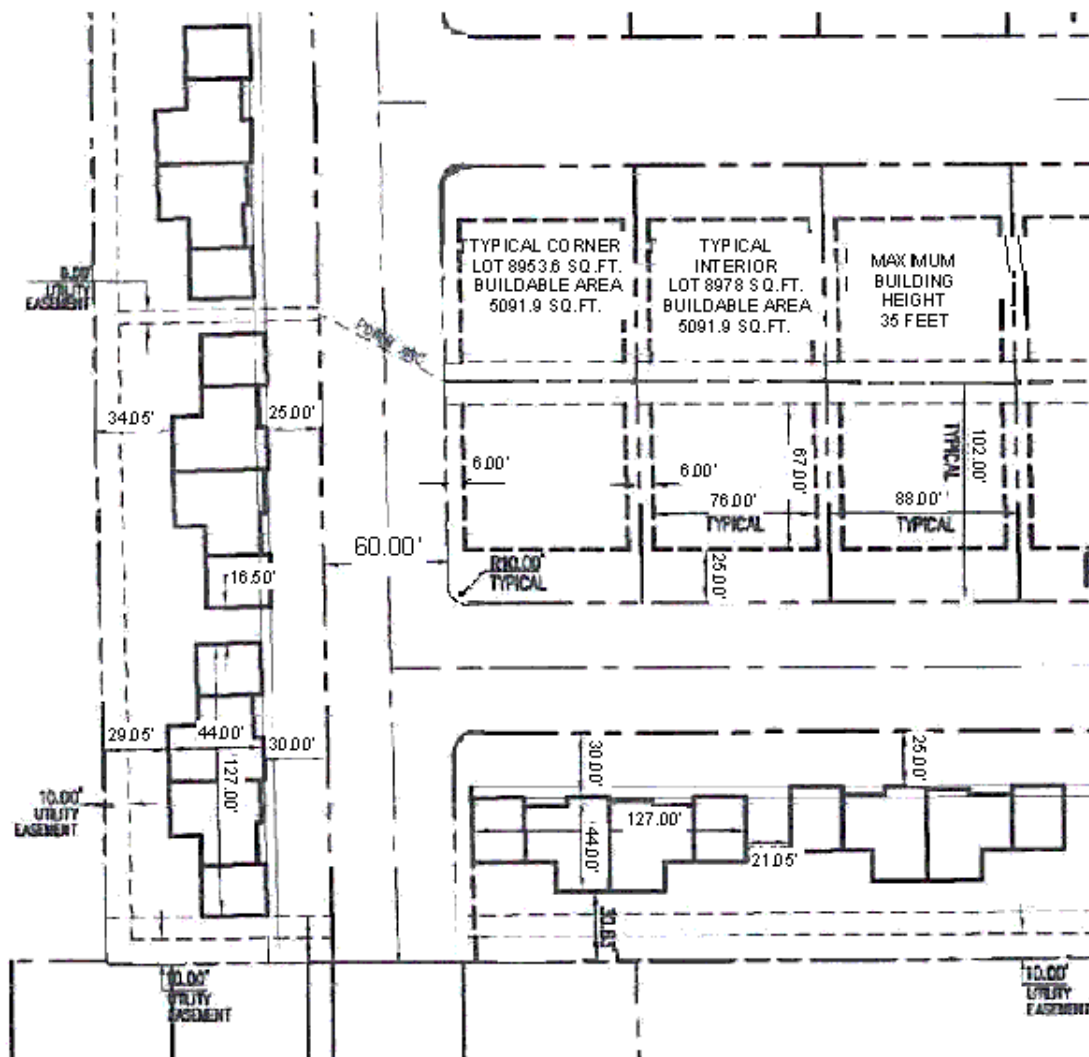 TYPICAL CORNER
LOT 8953.6 SQ.FT.
BUILDABLE AREA
5091.9 SQ.FT.
TYPICAL
INTERIOR
LOT 8978 SQ.FT.
BUILDABLE AREA
5091.9 SQ.FT.
MAXIMUM
BUILDING
HEIGHT
35 FEET
UTILITY
EASEMENT
34.05'
25.00'
6.00'
6.00'
67.00'
76.00'
TYPICAL
102.00'
TYPICAL
88.00'
TYPICAL
60.00'
R10.00'
TYPICAL
25.00'
16.50'
29.05'
44.00'
30.00'
127.00'
10.00'
UTILITY
EASEMENT
30.00'
25.00'
127.00'
44.00'
21.05'
10.00'
UTILITY
EASEMENT
10.00'
UTILITY
EASEMENT